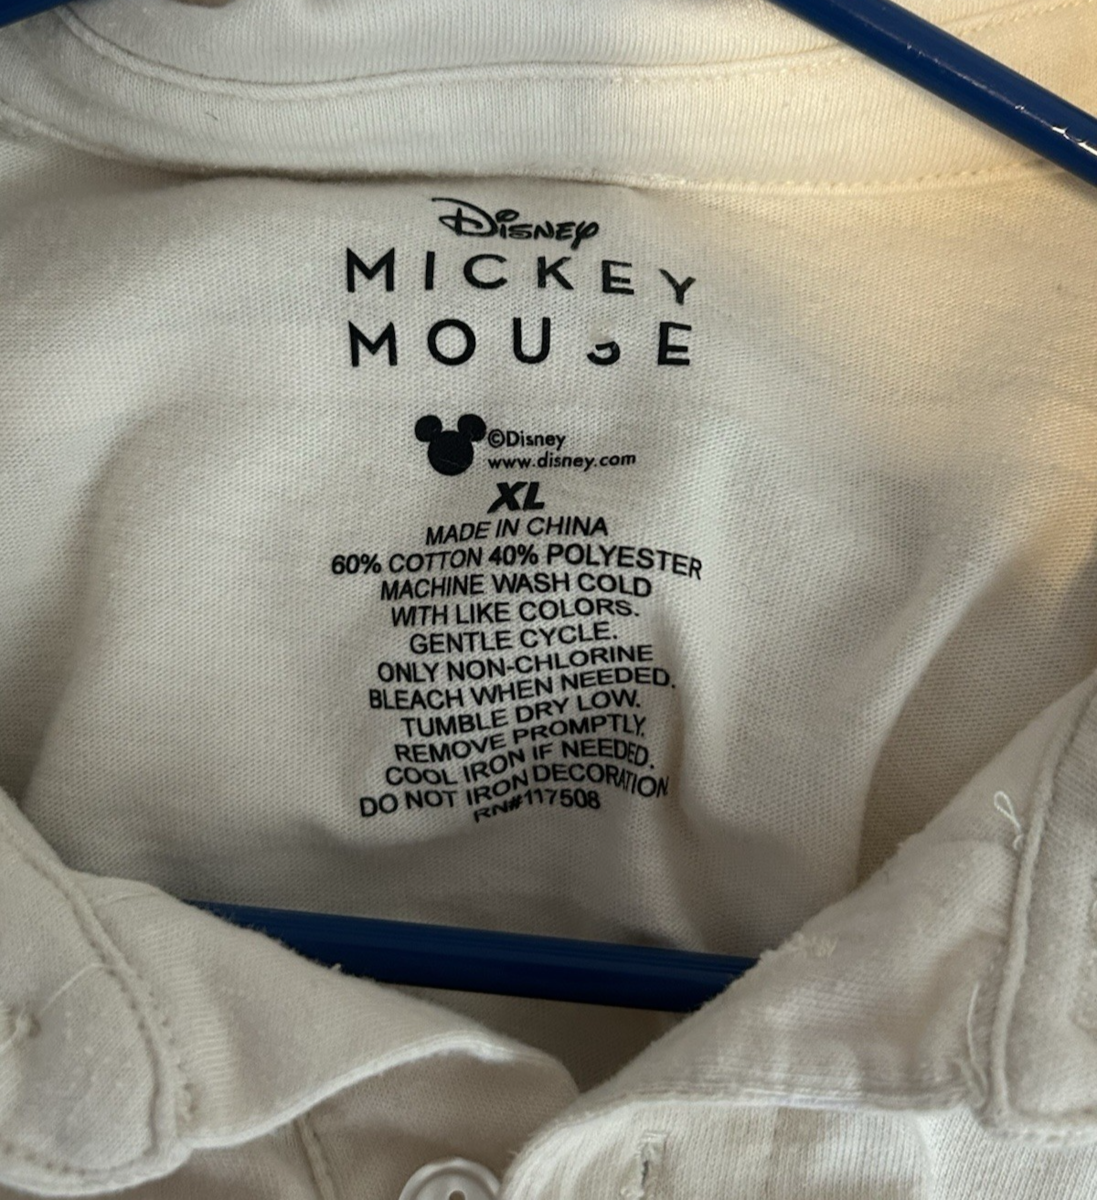 Disney
MICKEY
MOUSE
©Disney
www.disney.com
XL
MADE IN CHINA
60% COTTON 40% POLYESTER
MACHINE WASH COLD
WITH LIKE COLORS.
GENTLE CYCLE.
ONLY NON-CHLORINE
BLEACH WHEN NEEDED.
TUMBLE DRY LOW.
REMOVE PROMPTLY.
COOL IRON IF NEEDED.
DO NOT IRON DECORATION
RN#117508